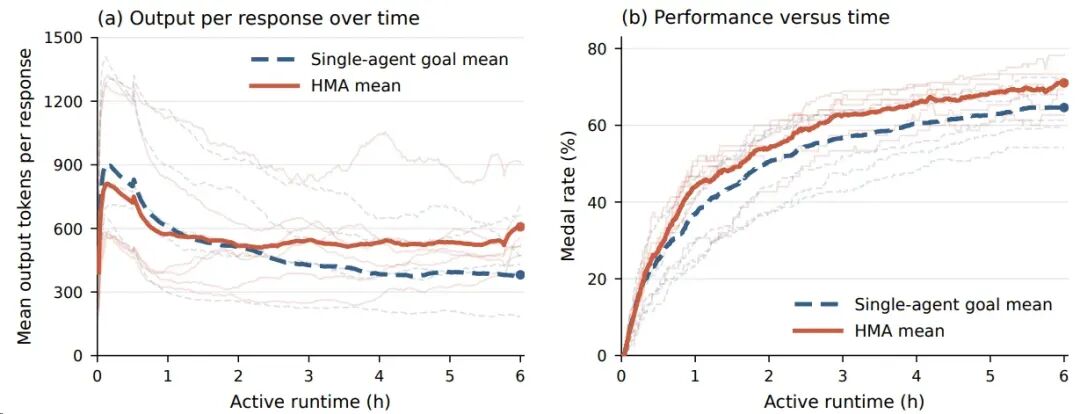 (a) Output per response over time
Mean output tokens per response
1500
1200
900
600
300
0
Single-agent goal mean
HMA mean
0 1 2 3 4 5 6
Active runtime (h)
(b) Performance versus time
Medal rate (%)
80
60
40
20
0
Single-agent goal mean
HMA mean
0 1 2 3 4 5 6
Active runtime (h)